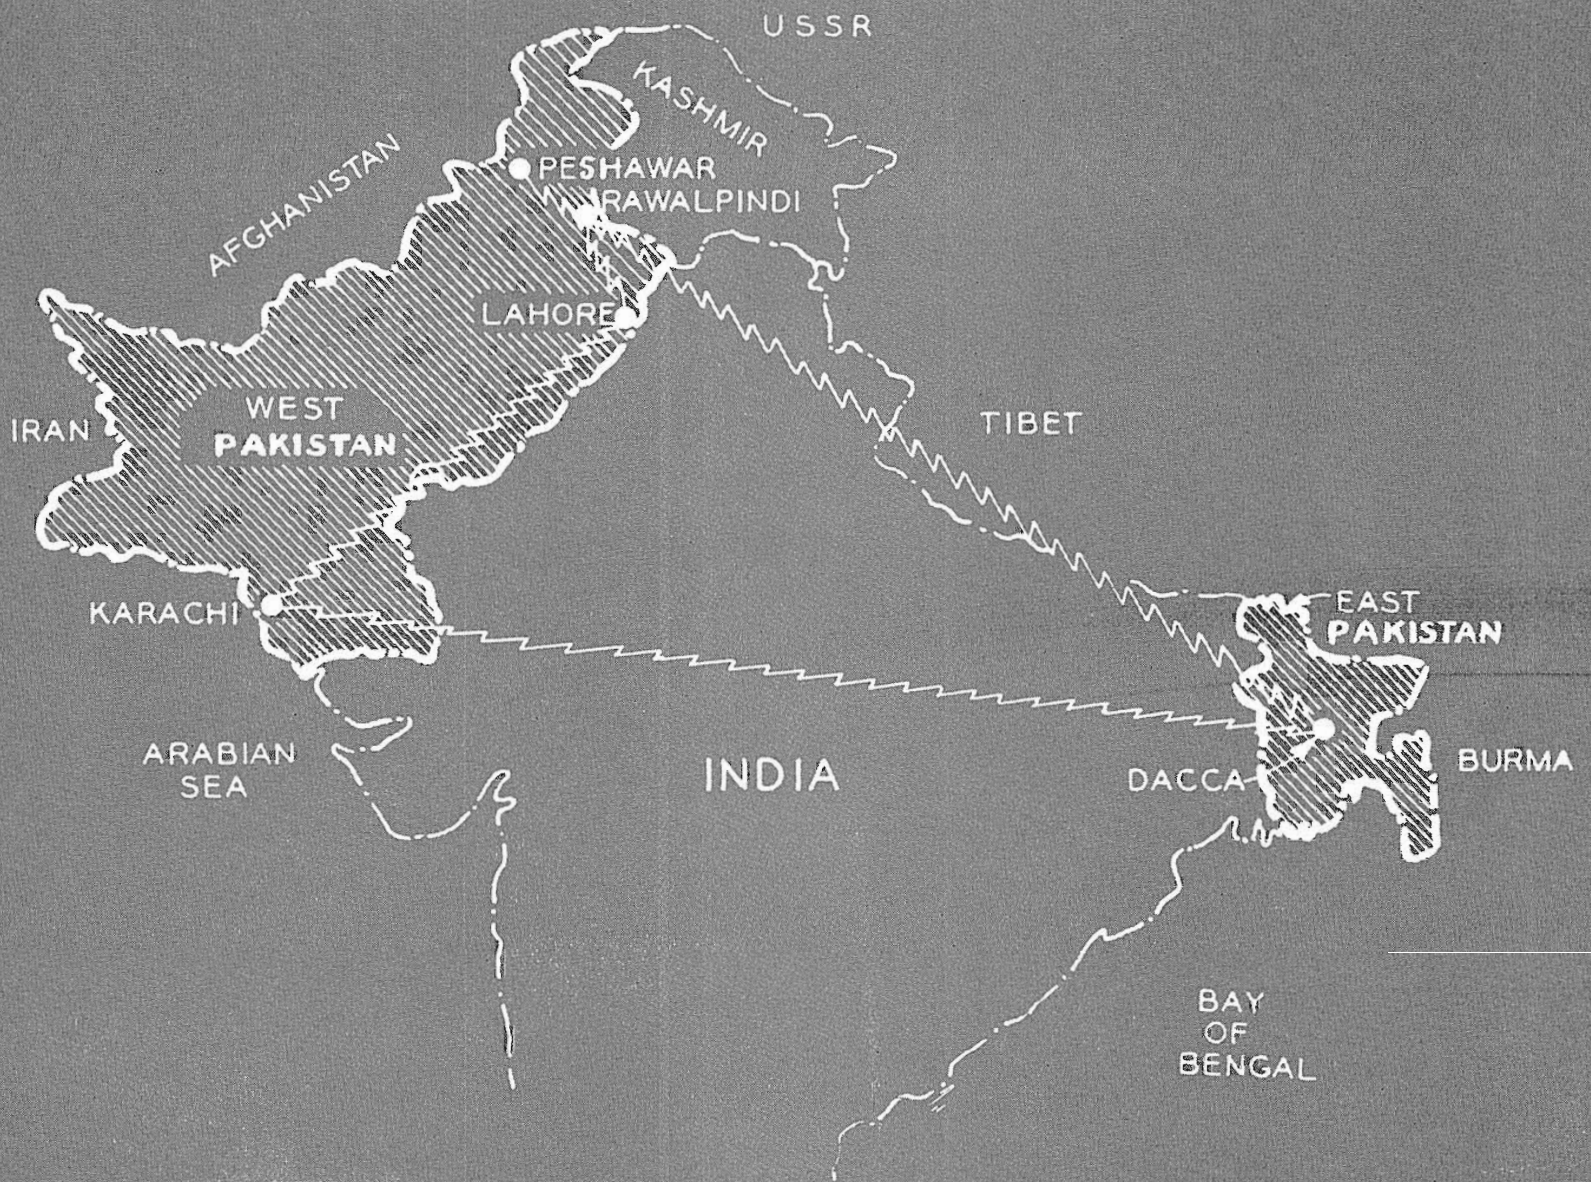 USSR
KASHMIR
AFGHANISTAN
PESHAWAR
RAWALPINDI
LAHORE
WEST
PAKISTAN
IRAN
TIBET
KARACHI
EAST
PAKISTAN
ARABIAN
SEA
INDIA
DACCA
BURMA
BAY
OF
BENGAL